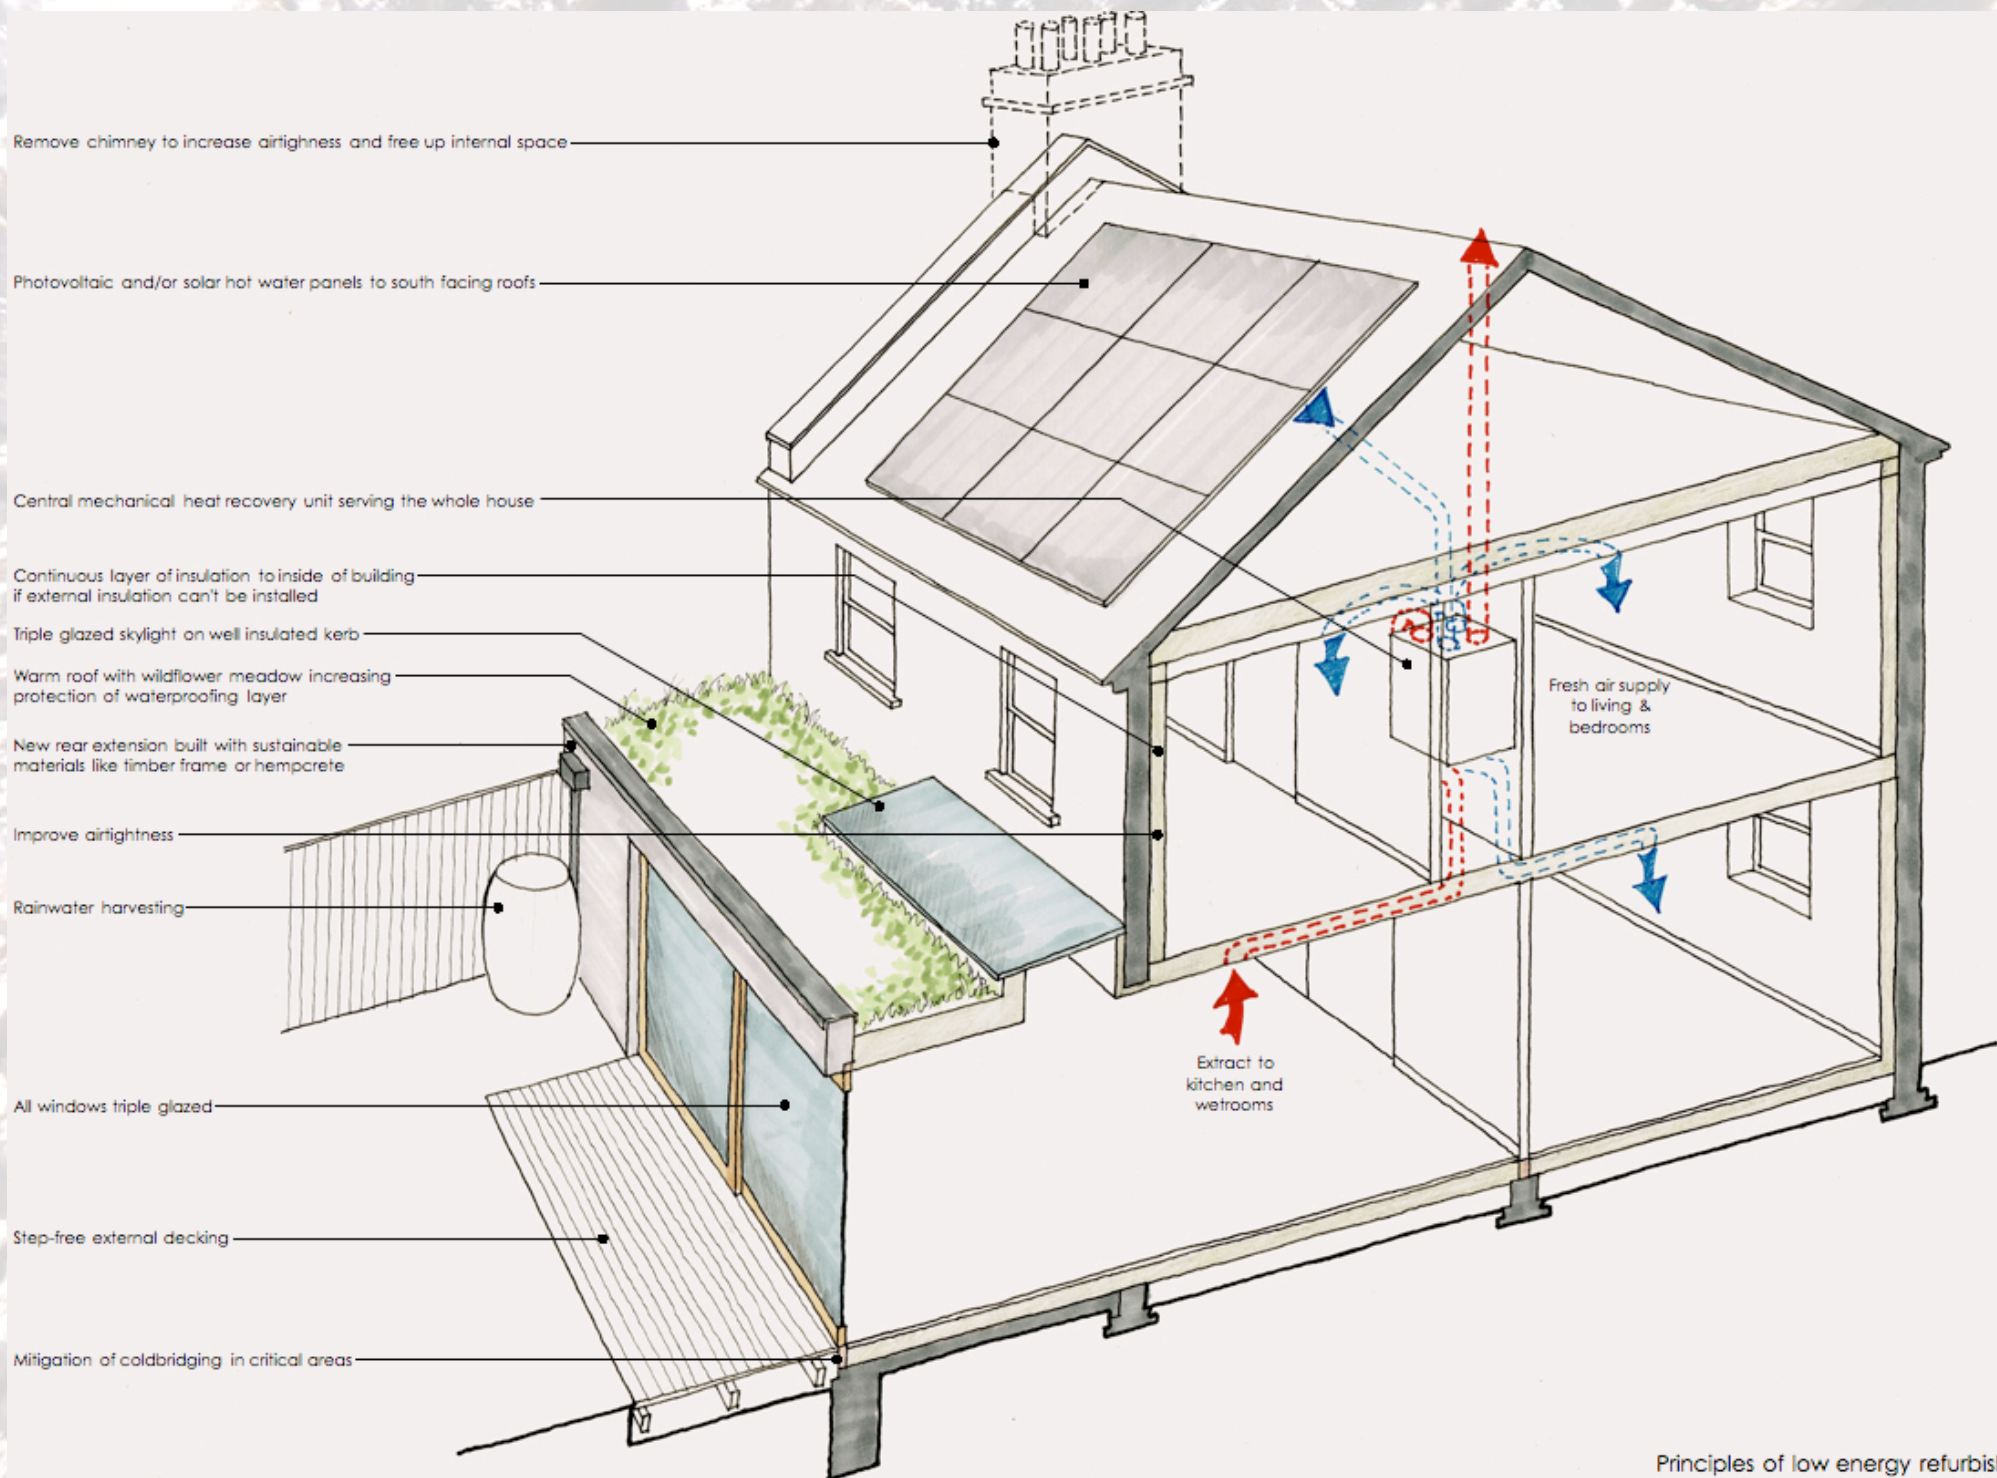 Remove chimney to increase airtighness and free up internal space
Photovoltaic and/or solar hot water panels to south facing roofs
Central mechanical heat recovery unit serving the whole house
Continuous layer of insulation to inside of building
if external insulation can't be installed
Triple glazed skylight on well insulated kerb
Warm roof with wildflower meadow increasing
protection of waterproofing layer
New rear extension built with sustainable
materials like timber frame or hempcrete
Improve airtightness
Rainwater harvesting
All windows triple glazed
Step-free external decking
Mitigation of coldbridging in critical areas
Fresh air supply
to living &
bedrooms
Extract to
kitchen and
wetrooms
Principles of low energy refurbis